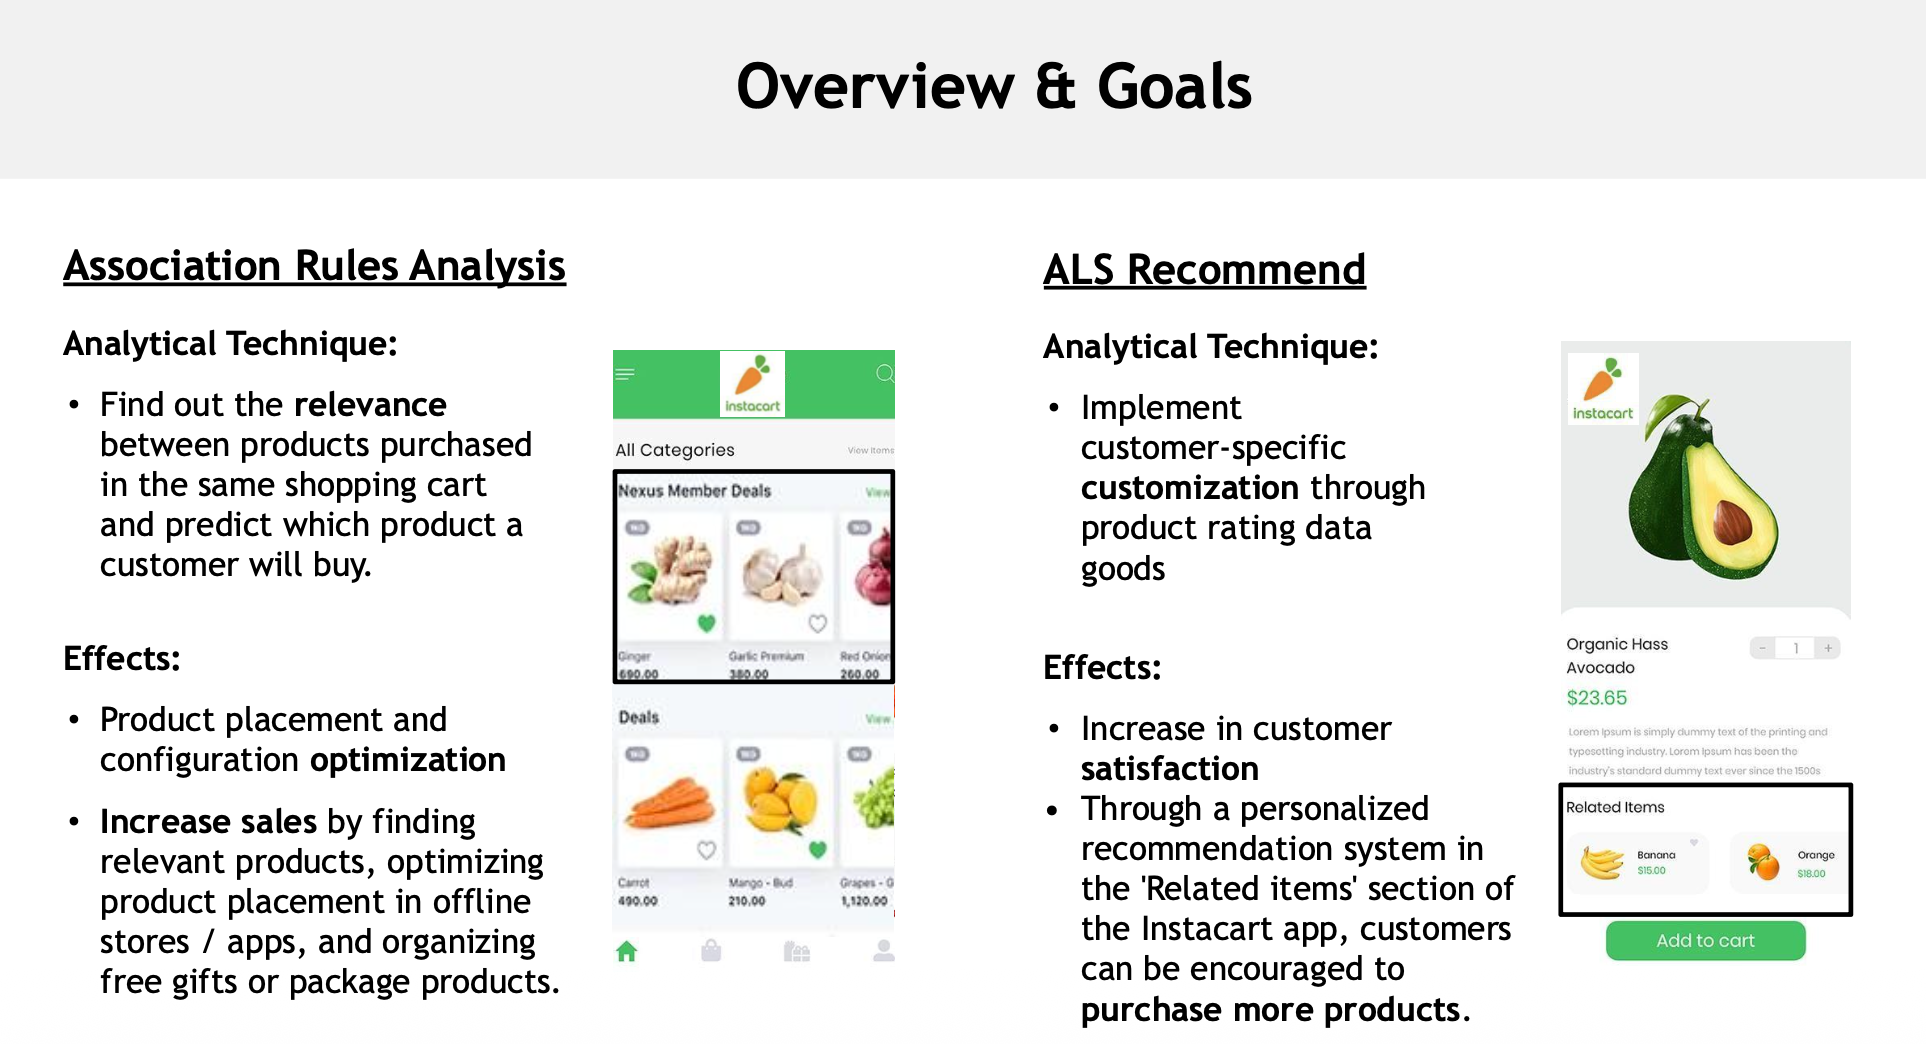 Overview & Goals
Association Rules Analysis
Analytical Technique:
• Find out the relevance
between products purchased
in the same shopping cart
and predict which product a
customer will buy.
Effects:
• Product placement and
configuration optimization
• Increase sales by finding
relevant products, optimizing
product placement in offline
stores / apps, and organizing
free gifts or package products.
instacart
All Categories
View Items
Nexus Member Deals
View
Ginger
Garlic Premium
Red Onion
690.00
380.00
260.00
Deals
View
Carrot
Mango - Bud
Grapes - G
490.00
210.00
1,120.00
ALS Recommend
Analytical Technique:
• Implement
customer-specific
customization through
product rating data
goods
Effects:
• Increase in customer
satisfaction
• Through a personalized
recommendation system in
the 'Related items' section of
the Instacart app, customers
can be encouraged to
purchase more products.
instacart
Organic Hass
Avocado
- 1 +
$23.65
Lorem Ipsum is simply dummy text of the printing and
typesetting industry. Lorem Ipsum has been the
industry's standard dummy text ever since the 1500s
Related Items
Banana
$15.00
Orange
$18.00
Add to cart